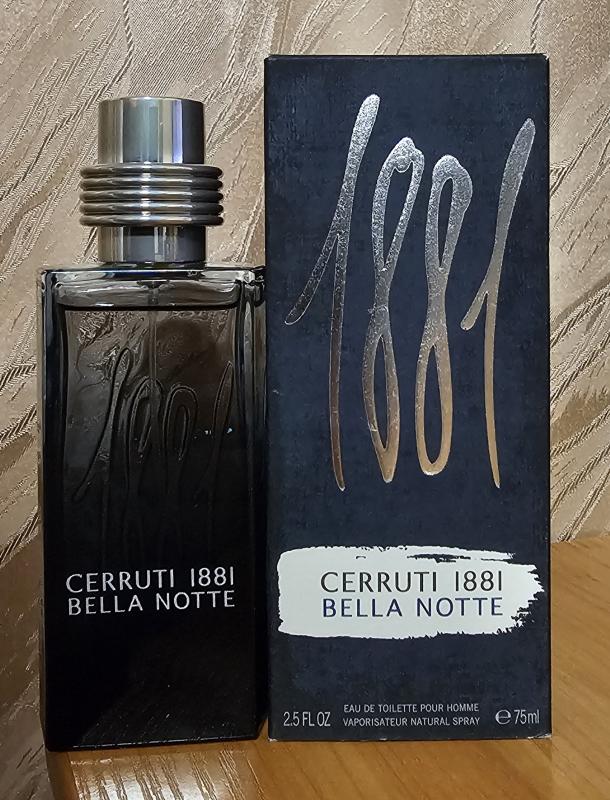 1881
CERRUTI 1881
BELLA NOTTE
1881
CERRUTI 1881
BELLA NOTTE
2.5 FL OZ
EAU DE TOILETTE POUR HOMME
VAPORISATEUR NATURAL SPRAY
℮ 75ml